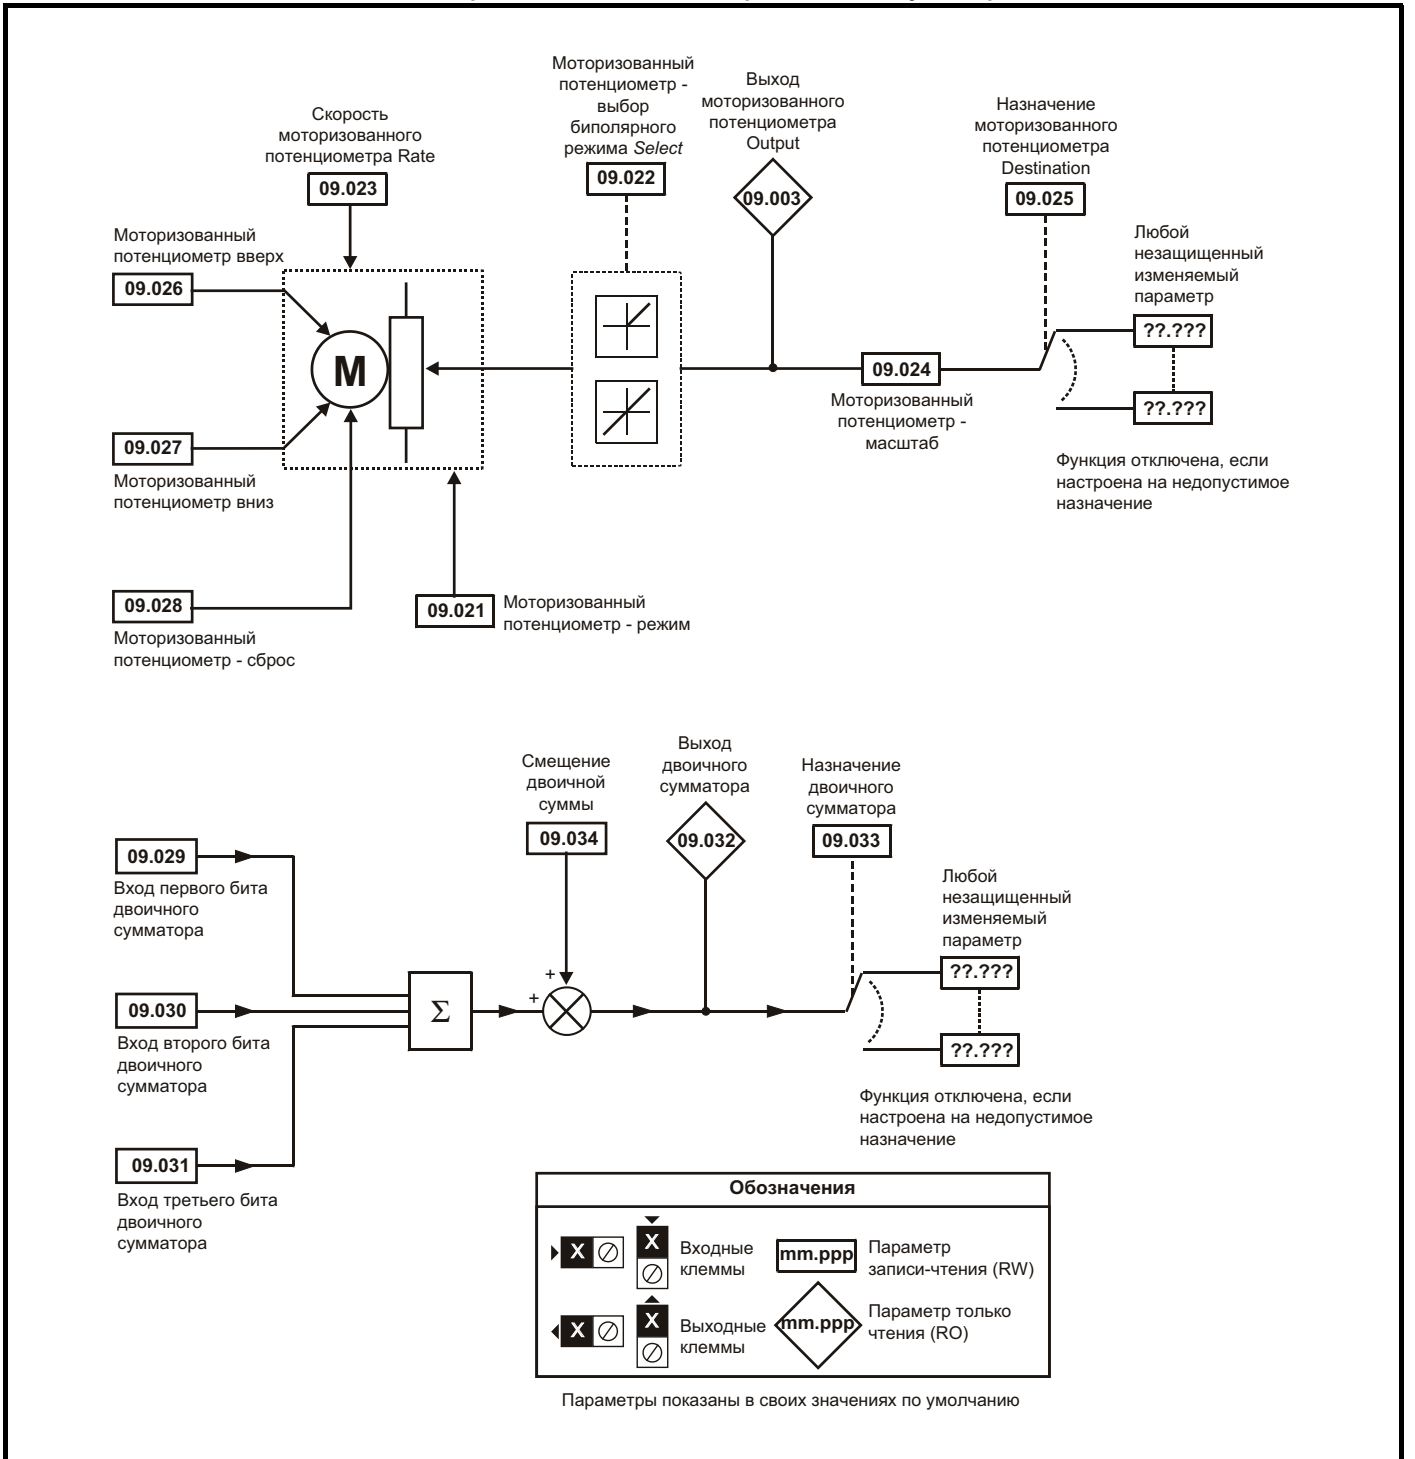 Моторизованный
потенциометр -
выбор
биполярного
режима Select
09.022
Выход
моторизованного
потенциометра
Output
09.003
Скорость
моторизованного
потенциометра Rate
09.023
Назначение
моторизованного
потенциометра
Destination
09.025
Моторизованный
потенциометр вверх
09.026
Любой
незащищенный
изменяемый
параметр
??.???
??.???
M
09.024
Моторизованный
потенциометр -
масштаб
09.027
Моторизованный
потенциометр вниз
Функция отключена, если
настроена на недопустимое
назначение
09.028
Моторизованный
потенциометр - сброс
09.021
Моторизованный
потенциометр - режим
Смещение
двоичной
суммы
09.034
Выход
двоичного
сумматора
09.032
Назначение
двоичного
сумматора
09.033
09.029
Вход первого бита
двоичного
сумматора
Любой
незащищенный
изменяемый
параметр
??.???
??.???
09.030
Вход второго бита
двоичного
сумматора
Σ
+
+
09.031
Вход третьего бита
двоичного
сумматора
Функция отключена, если
настроена на недопустимое
назначение
Обозначения
X
X
Входные
клеммы
mm.ppp
Параметр
записи-чтения (RW)
X
X
Выходные
клеммы
mm.ppp
Параметр только
чтения (RO)
Параметры показаны в своих значениях по умолчанию